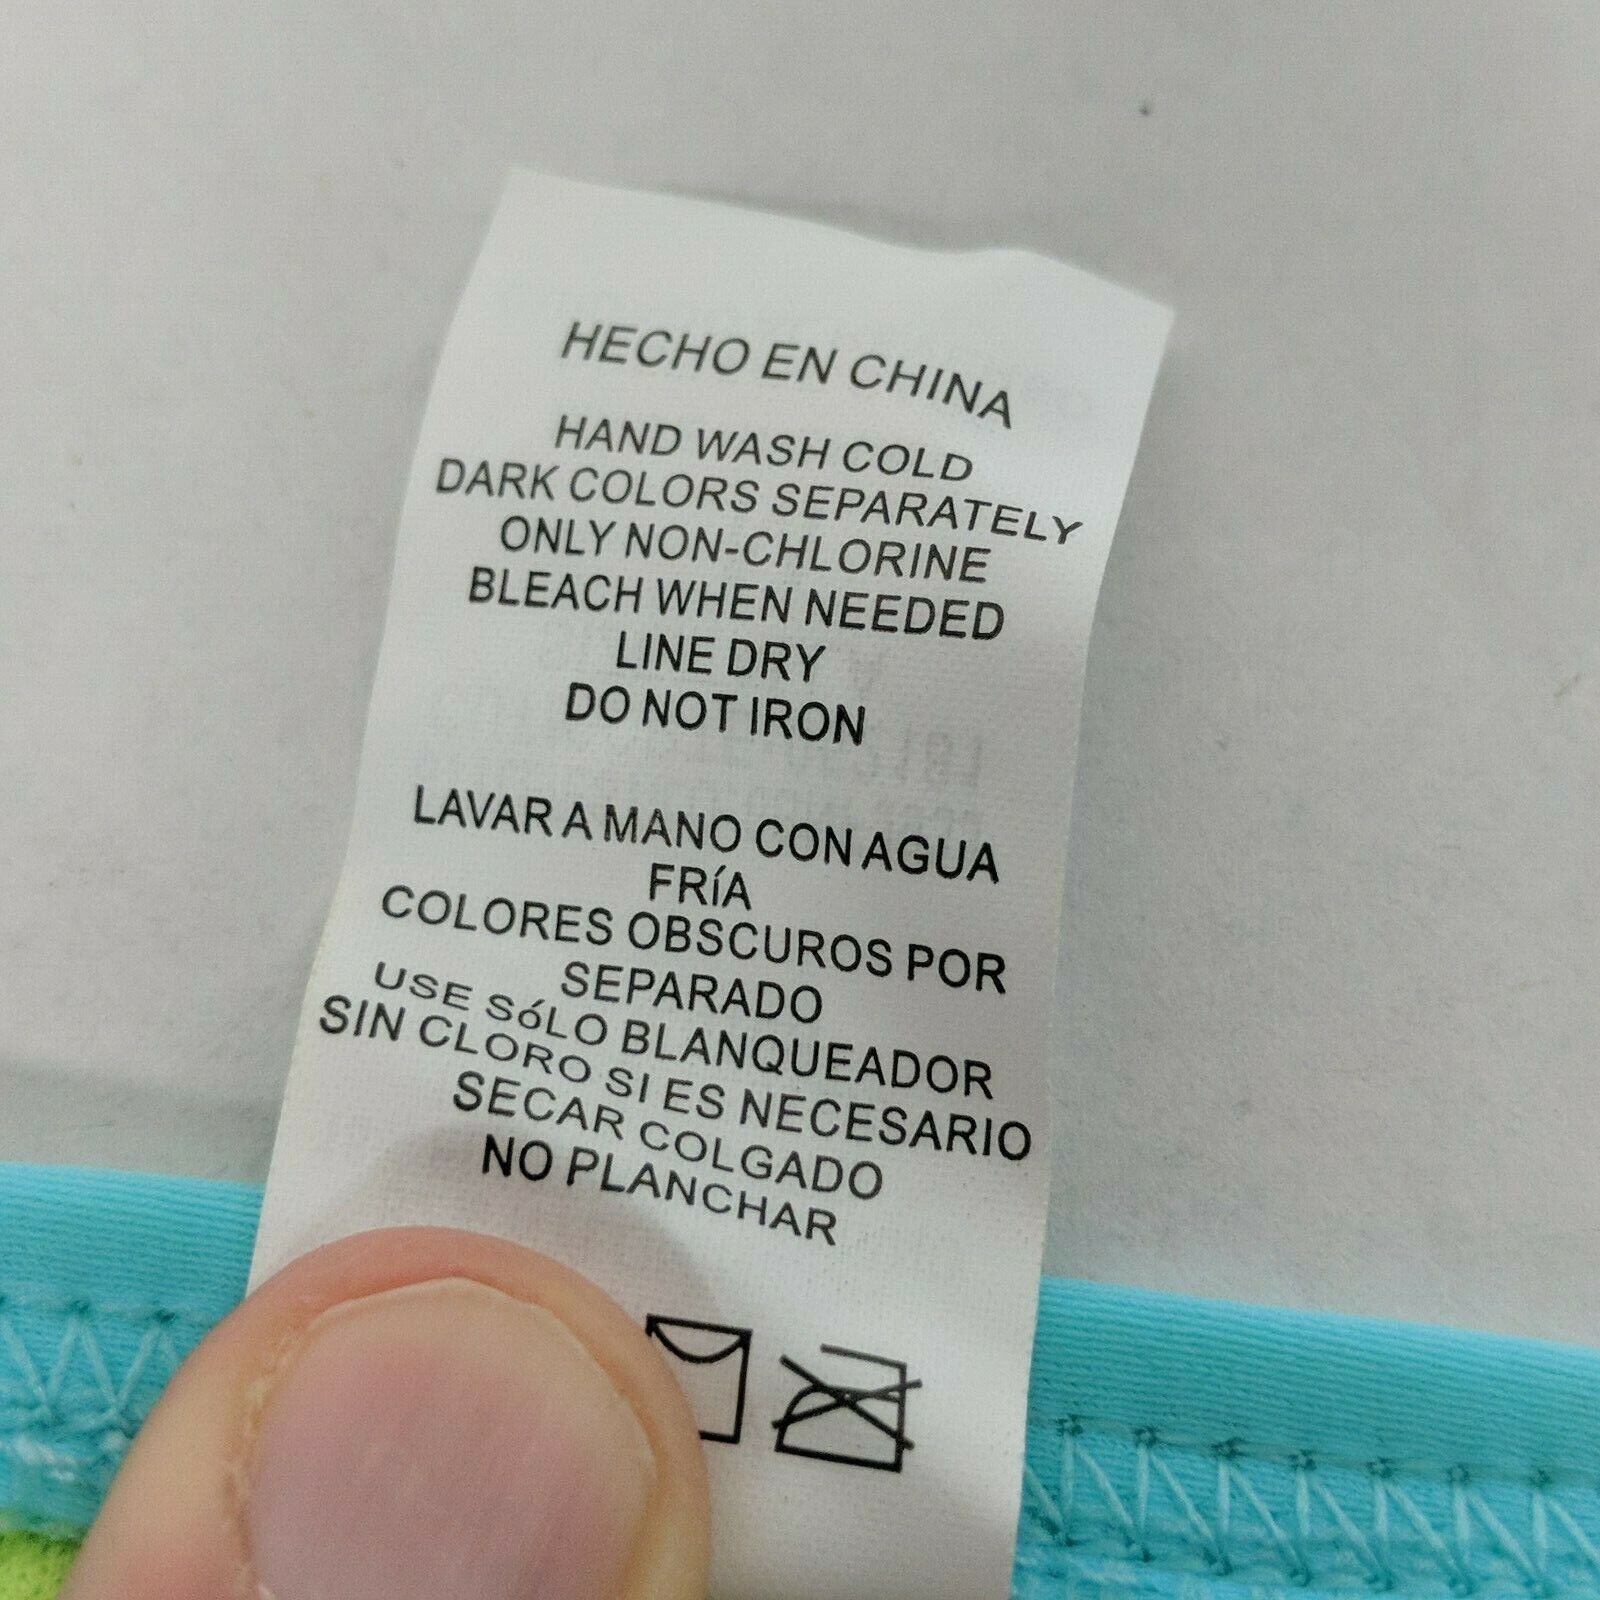 HECHO EN CHINA
HAND WASH COLD
DARK COLORS SEPARATELY
ONLY NON-CHLORINE
BLEACH WHEN NEEDED
LINE DRY
DO NOT IRON
LAVAR A MANO CON AGUA
FRíA
COLORES OBSCUROS POR
SEPARADO
USE SóLO BLANQUEADOR
SIN CLORO SI ES NECESARIO
SECAR COLGADO
NO PLANCHAR